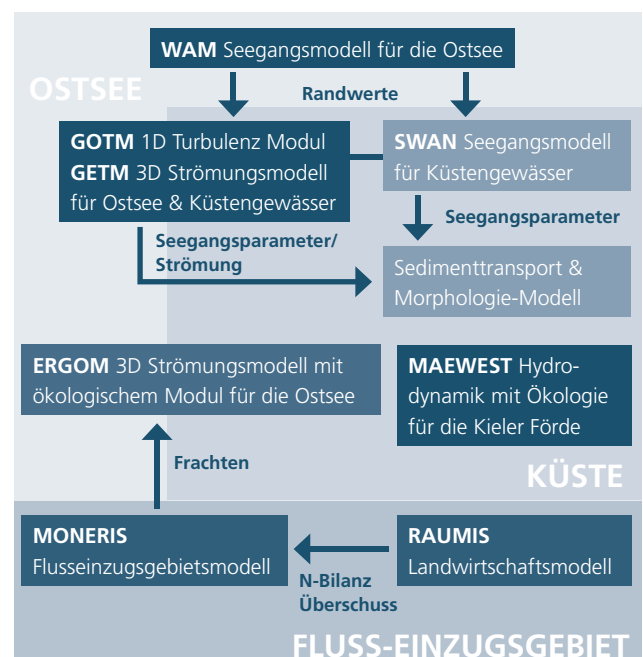 WAM Seegangsmodell für die Ostsee
OSTSEE
Randwerte
GOTM 1D Turbulenz Modul
GETM 3D Strömungsmodell
für Ostsee & Küstengewässer
SWAN Seegangsmodell
für Küstengewässer
Seegangsparameter/
Strömung
Seegangsparameter
Sedimenttransport &
Morphologie-Modell
ERGOM 3D Strömungsmodell mit
ökologischem Modul für die Ostsee
MAEWEST Hydro-
dynamik mit Ökologie
für die Kieler Förde
Frachten
KÜSTE
MONERIS
Flusseinzugsgebietsmodell
RAUMIS
Landwirtschaftsmodell
N-Bilanz
Überschuss
FLUSS-EINZUGSGEBIET